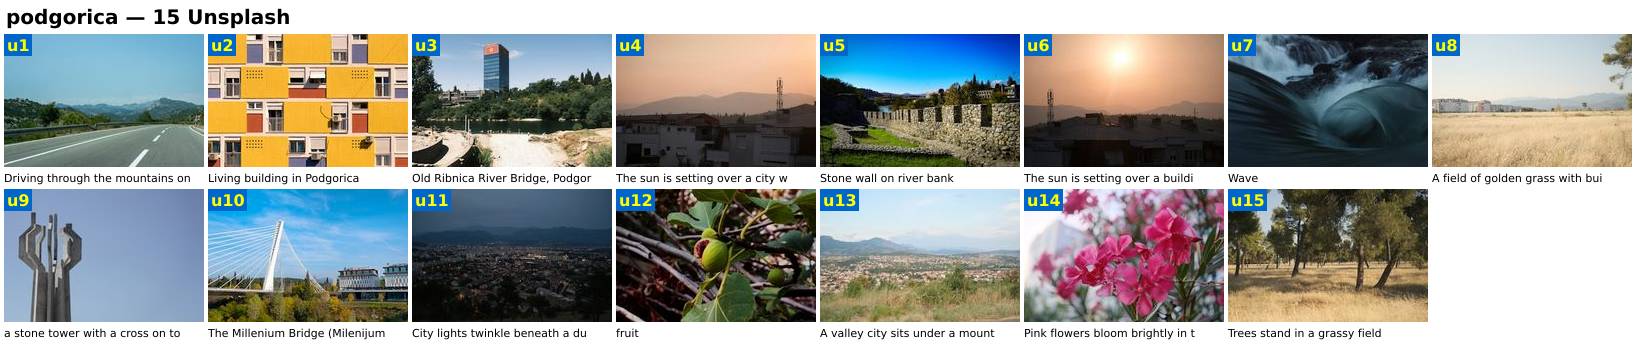 podgorica — 15 Unsplash
u1
u2
u3
u4
u5
u6
u7
u8
Driving through the mountains on
Living building in Podgorica
Old Ribnica River Bridge, Podgor
The sun is setting over a city w
Stone wall on river bank
The sun is setting over a buildi
Wave
A field of golden grass with bui
u9
u10
u11
u12
u13
u14
u15
a stone tower with a cross on to
The Millenium Bridge (Milenijum
City lights twinkle beneath a du
fruit
A valley city sits under a mount
Pink flowers bloom brightly in t
Trees stand in a grassy field